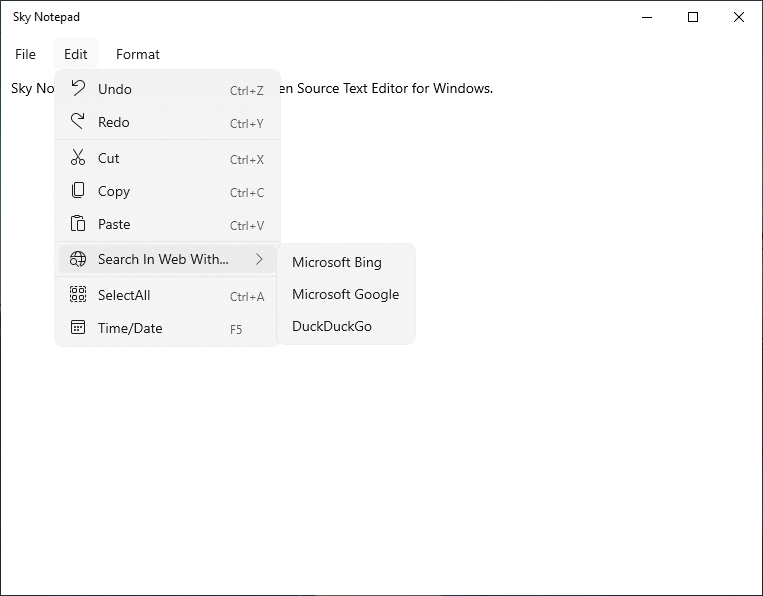 Sky Notepad
File Edit Format
Sky No en Source Text Editor for Windows.
Undo Ctrl+Z
Redo Ctrl+Y
Cut Ctrl+X
Copy Ctrl+C
Paste Ctrl+V
Search In Web With...
Microsoft Bing
Microsoft Google
DuckDuckGo
SelectAll Ctrl+A
Time/Date F5